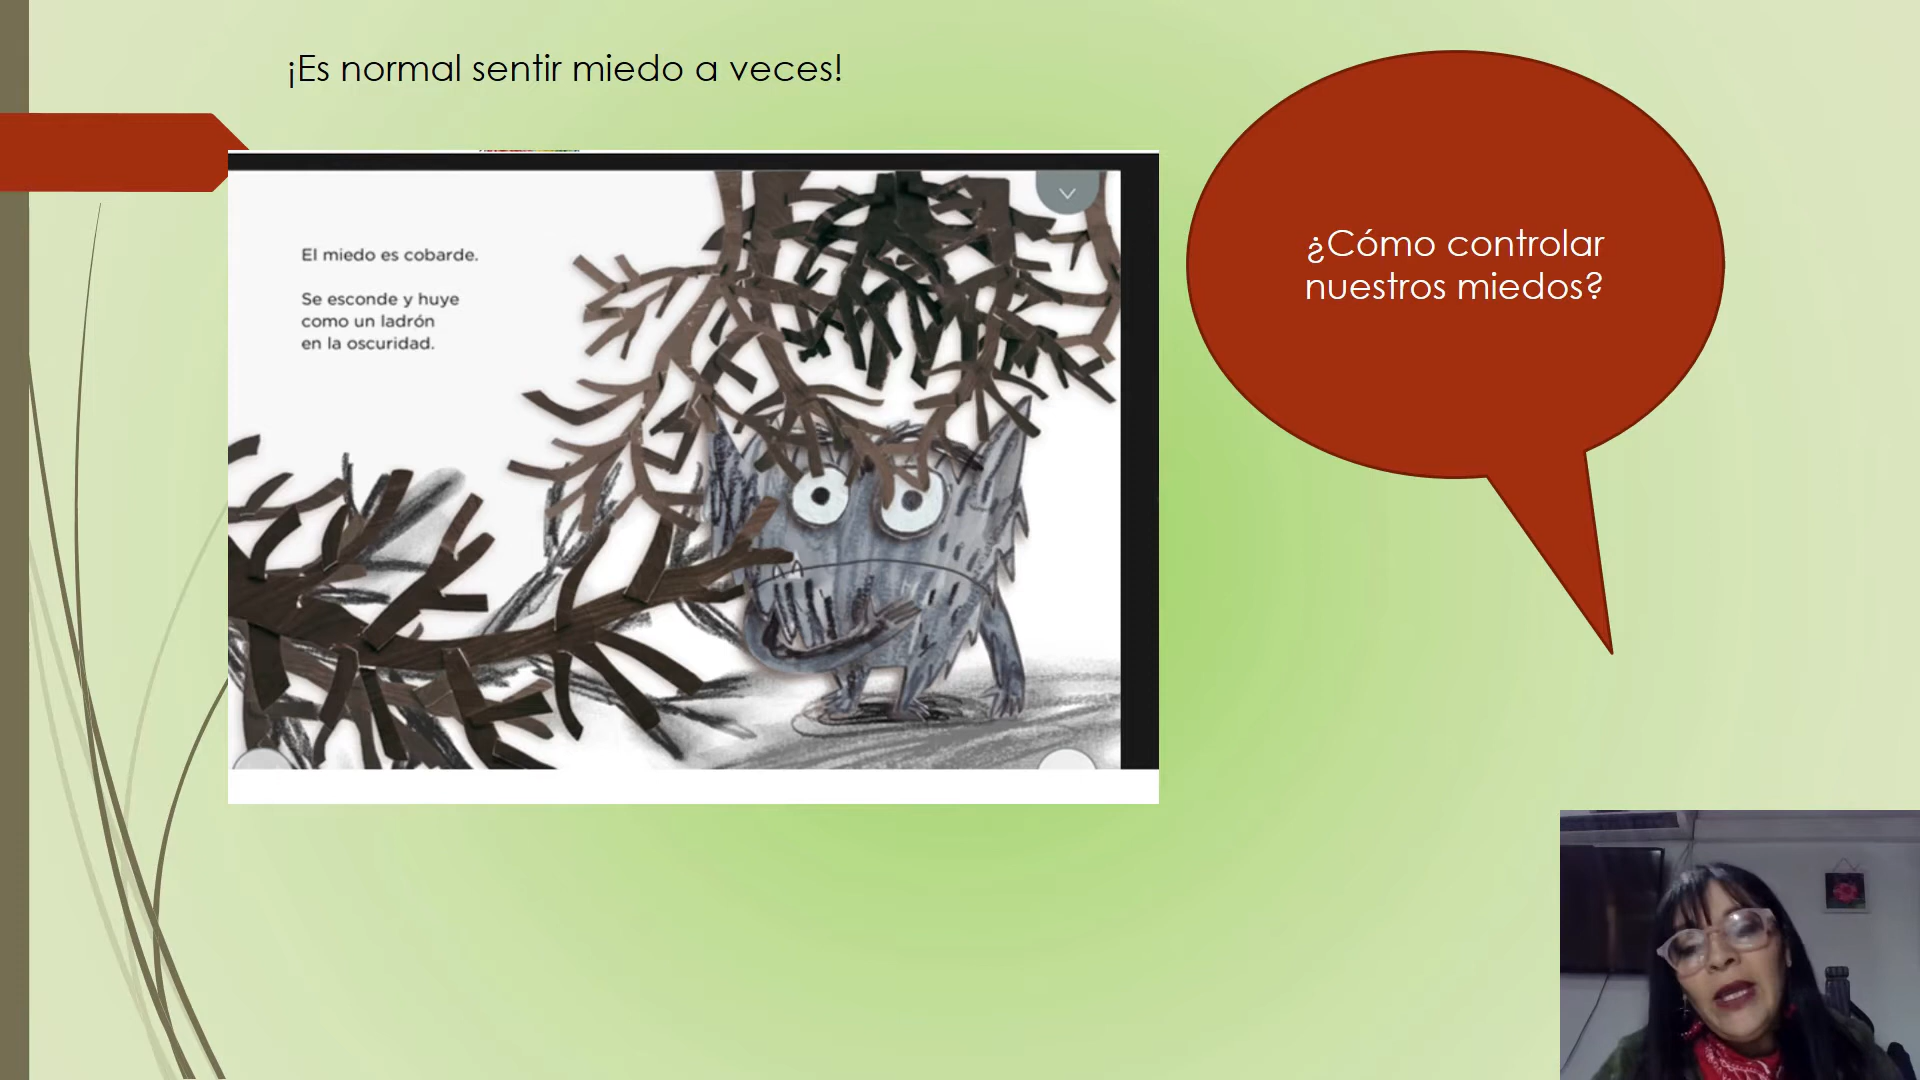 ¡Es normal sentir miedo a veces!
El miedo es cobarde.
Se esconde y huye
como un ladrón
en la oscuridad.
¿Cómo controlar
nuestros miedos?